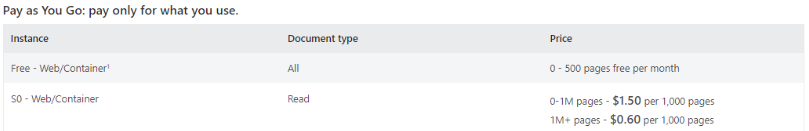 Pay as You Go: pay only for what you use.
Instance Document type Price
Free - Web/Container¹ All 0 - 500 pages free per month
S0 - Web/Container Read 0-1M pages - $1.50 per 1,000 pages
1M+ pages - $0.60 per 1,000 pages